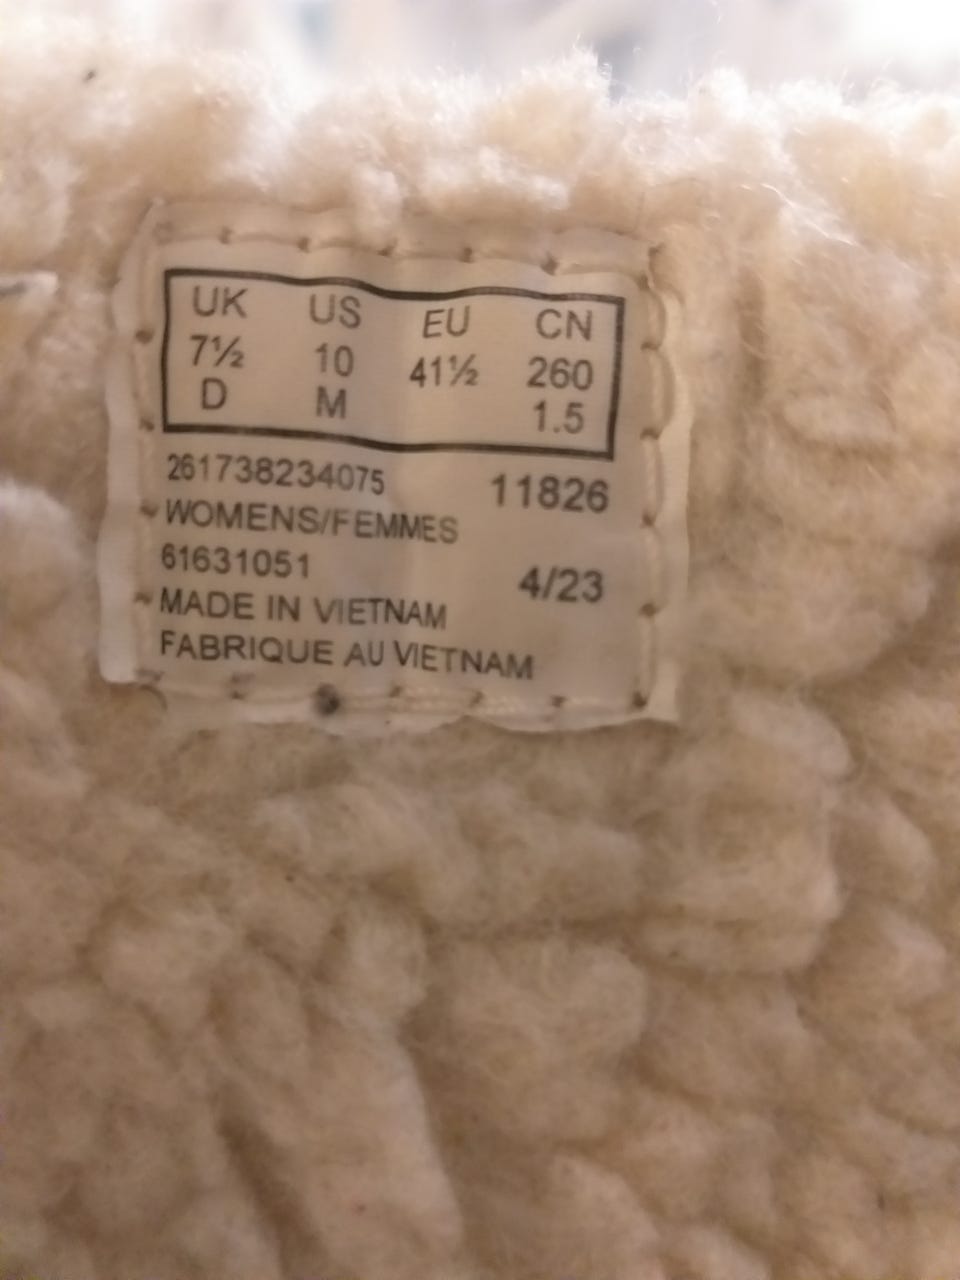 UK US EU CN
7½ 10 41½ 260
D M 1.5
261738234075 11826
WOMENS/FEMMES
61631051 4/23
MADE IN VIETNAM
FABRIQUE AU VIETNAM